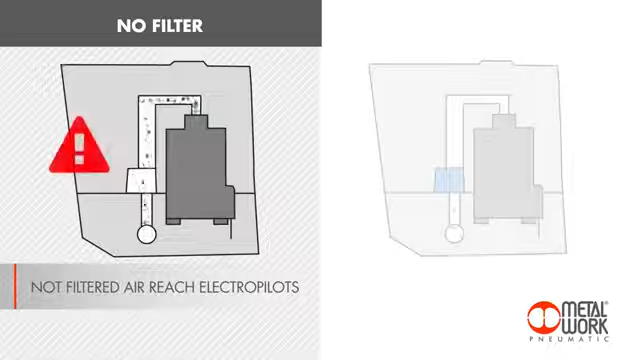 NO FILTER
NOT FILTERED AIR REACH ELECTROPILOTS
METAL®
WORK
PNEUMATIC